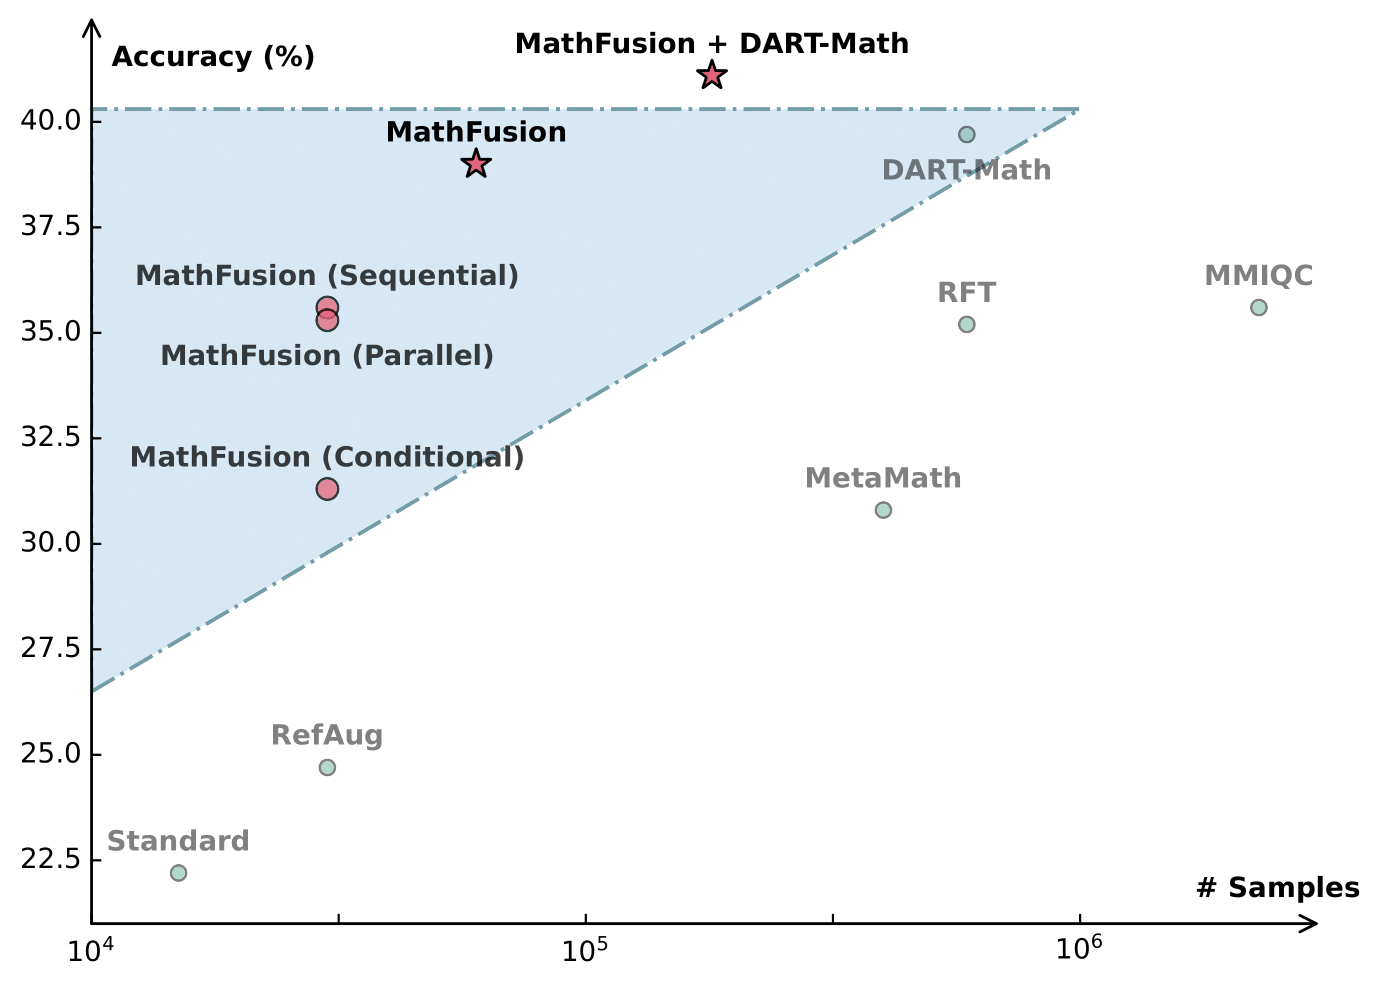 MathFusion + DART-Math
Accuracy (%)
40.0
MathFusion
DART-Math
37.5
MathFusion (Sequential)
MMIQC
RFT
35.0
MathFusion (Parallel)
32.5
MathFusion (Conditional)
MetaMath
30.0
27.5
RefAug
25.0
Standard
22.5
# Samples
10⁴
10⁵
10⁶